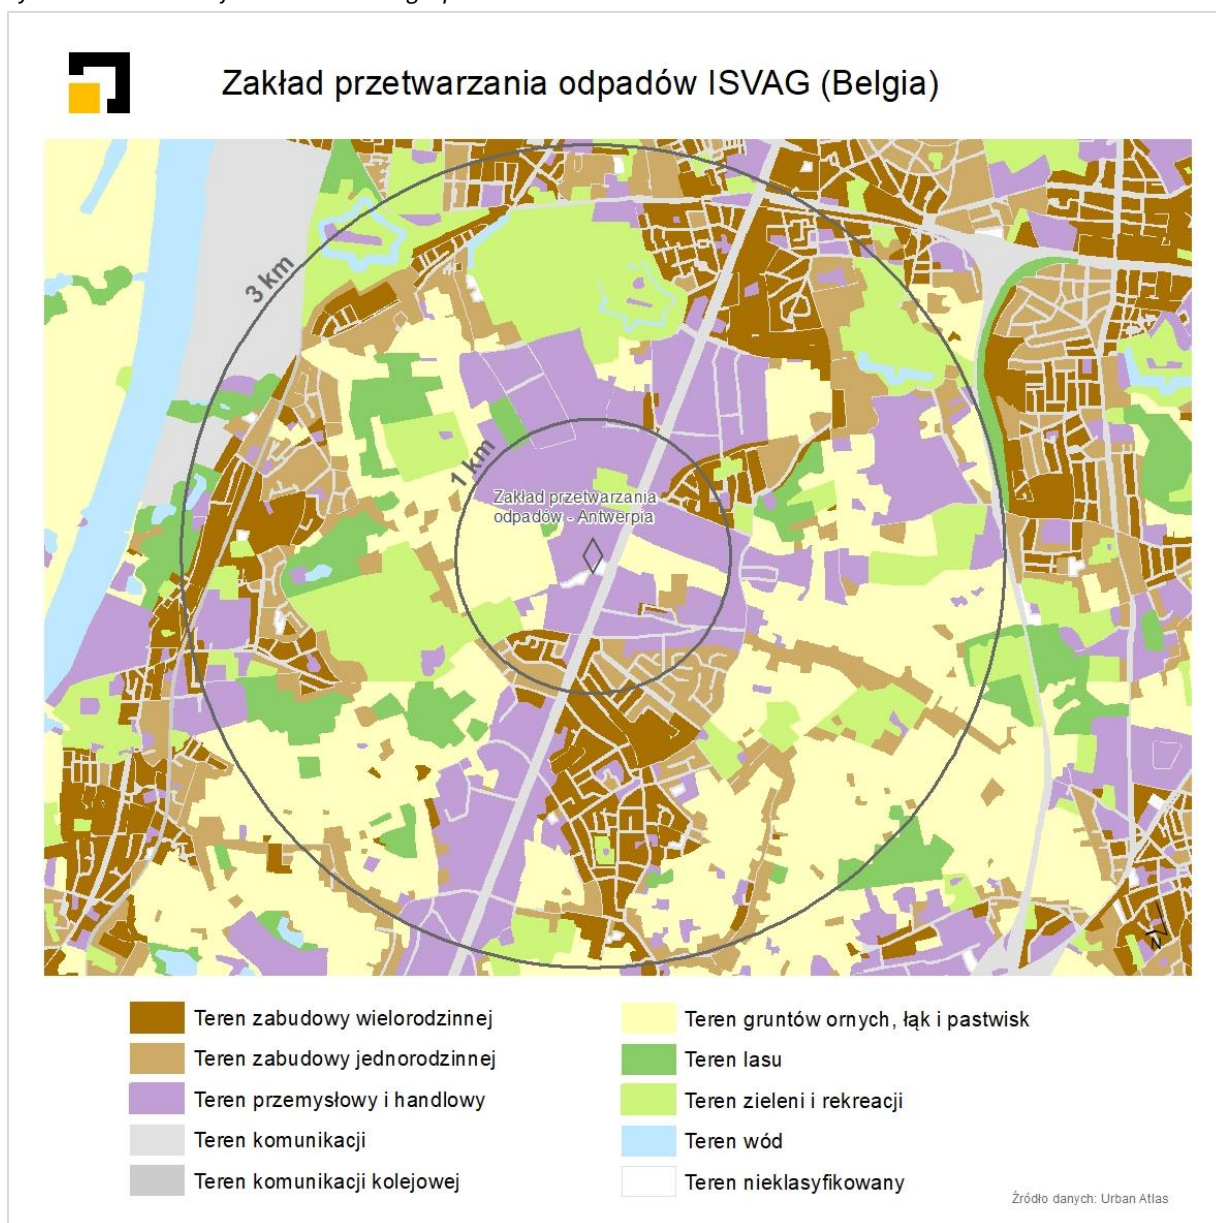 Zakład przetwarzania odpadów ISVAG (Belgia)
3 km
1 km
Zakład przetwarzania
odpadów - Antwerpia
N
Teren zabudowy wielorodzinnej
Teren zabudowy jednorodzinnej
Teren przemysłowy i handlowy
Teren komunikacji
Teren komunikacji kolejowej
Teren gruntów ornych, łąk i pastwisk
Teren lasu
Teren zieleni i rekreacji
Teren wód
Teren nieklasyfikowany
Źródło danych: Urban Atlas